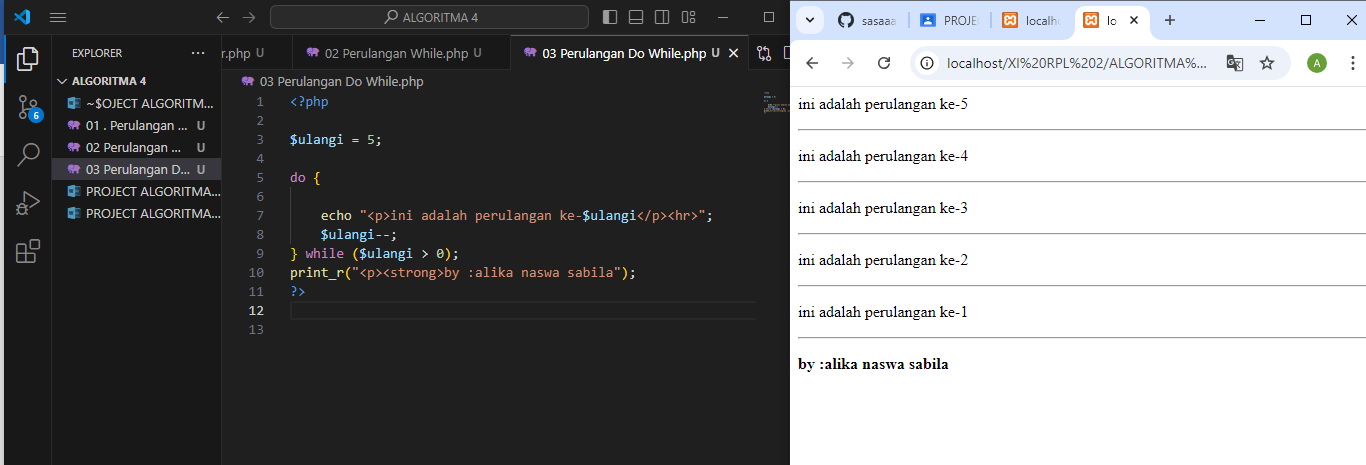 ALGORITMA 4
EXPLORER
ALGORITMA 4
~$OJECT ALGORITM...
01 . Perulangan ... U
02 Perulangan ... U
03 Perulangan D... U
PROJECT ALGORITMA...
PROJECT ALGORITMA...
6
r.php U
02 Perulangan While.php U
03 Perulangan Do While.php U
03 Perulangan Do While.php
1 <?php
2
3 $ulangi = 5;
4
5 do {
6
7 echo "<p>ini adalah perulangan ke-$ulangi</p><hr>";
8 $ulangi--;
9 } while ($ulangi > 0);
10 print_r("<p><strong>by :alika naswa sabila");
11 ?>
12
13
sasaaa
PROJE
localh
lo
localhost/XI%20RPL%202/ALGORITMA%...
A
ini adalah perulangan ke-5
ini adalah perulangan ke-4
ini adalah perulangan ke-3
ini adalah perulangan ke-2
ini adalah perulangan ke-1
by :alika naswa sabila